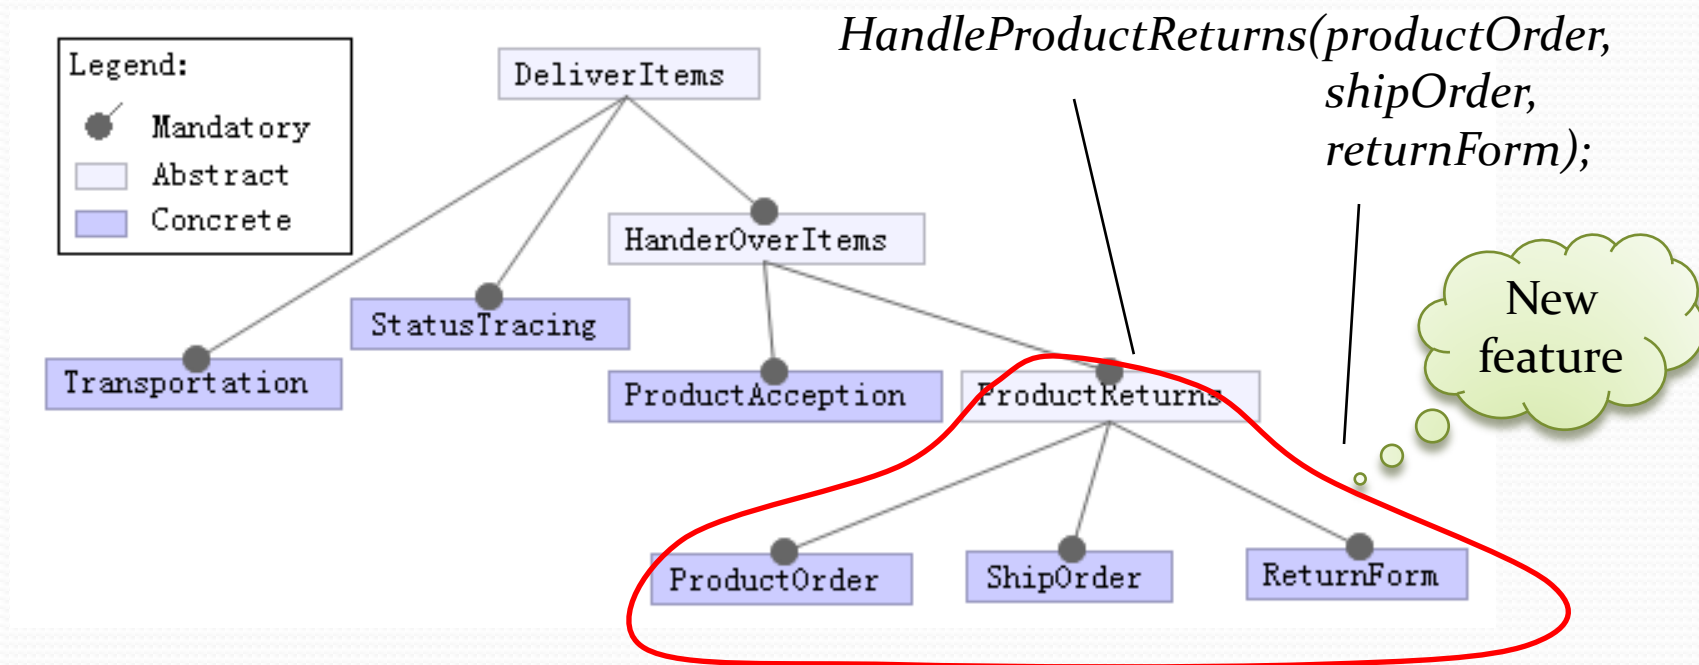 HandleProductReturns(productOrder,
shipOrder,
returnForm);
Legend:
Mandatory
Abstract
Concrete
DeliverItems
HanderOverItems
StatusTracing
Transportation
ProductAcception
ProductReturns
New
feature
ProductOrder
ShipOrder
ReturnForm